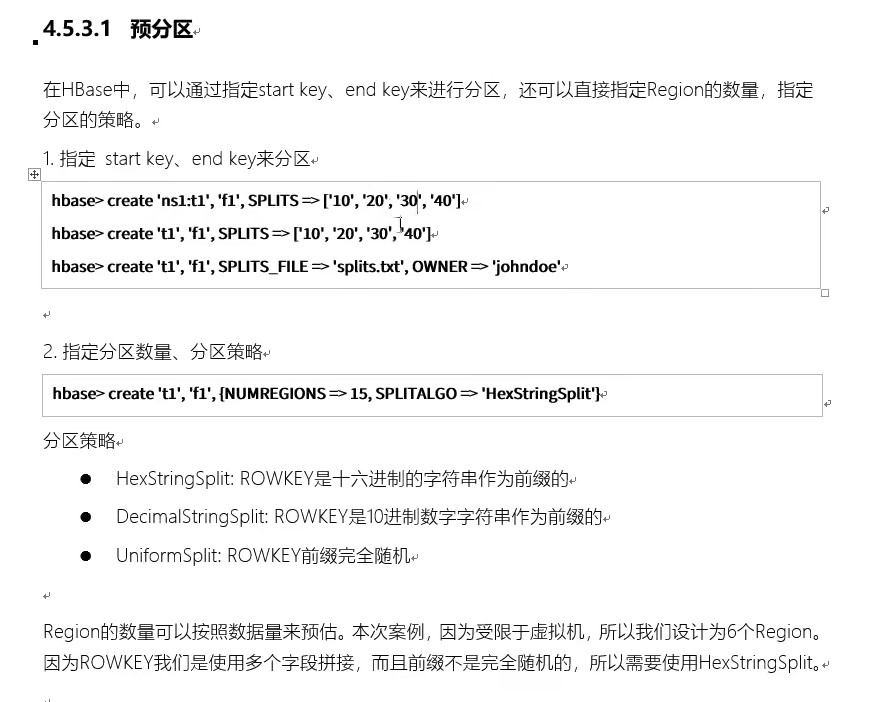 4.5.3.1 预分区
在HBase中，可以通过指定start key、end key来进行分区，还可以直接指定Region的数量，指定
分区的策略。
1. 指定 start key、end key来分区
hbase> create 'ns1:t1', 'f1', SPLITS => ['10', '20', '30', '40']
hbase> create 't1', 'f1', SPLITS => ['10', '20', '30', '40']
hbase> create 't1', 'f1', SPLITS_FILE => 'splits.txt', OWNER => 'johndoe'
2. 指定分区数量、分区策略
hbase> create 't1', 'f1', {NUMREGIONS => 15, SPLITALGO => 'HexStringSplit'}
分区策略
● HexStringSplit: ROWKEY是十六进制的字符串作为前缀的
● DecimalStringSplit: ROWKEY是10进制数字字符串作为前缀的
● UniformSplit: ROWKEY前缀完全随机
Region的数量可以按照数据量来预估。本次案例，因为受限于虚拟机，所以我们设计为6个Region。
因为ROWKEY我们是使用多个字段拼接，而且前缀不是完全随机的，所以需要使用HexStringSplit。